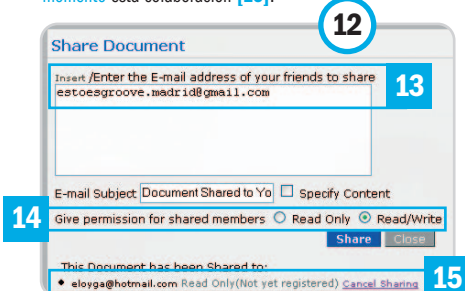 momento esta colaboración [15].
12
Share Document
Insert /Enter the E-mail address of your friends to share
estoesgroove.madrid@gmail.com
13
E-mail Subject Document Shared to Yo Specify Content
14 Give permission for shared members Read Only Read/Write
Share Close
This Document has been Shared to:
eloyga@hotmail.com Read Only(Not yet registered) Cancel Sharing
15